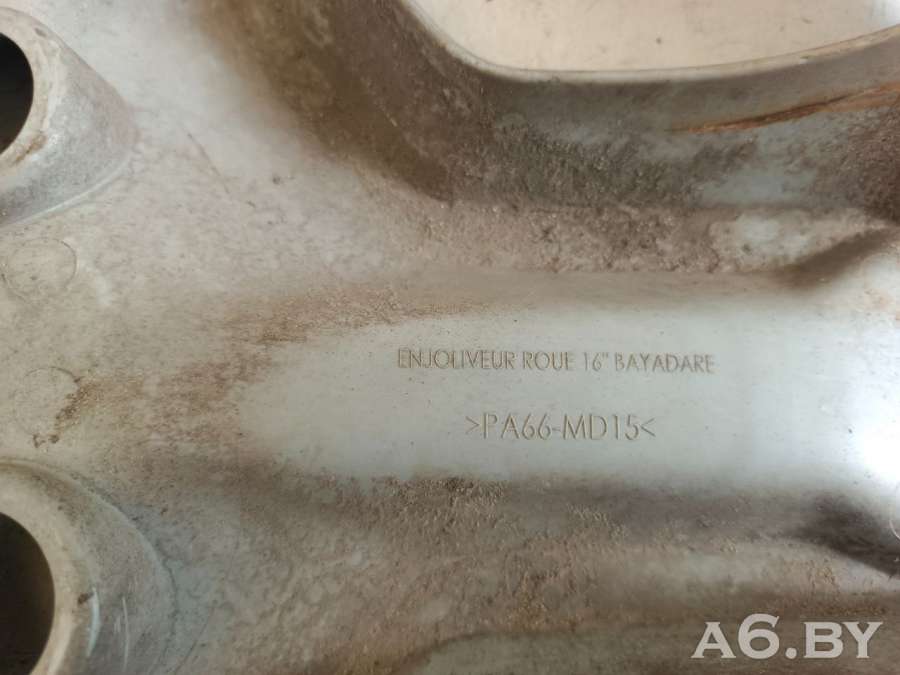 ENJOLIVEUR ROUE 16" BAYADARE
>PA66-MD15<
A6.BY